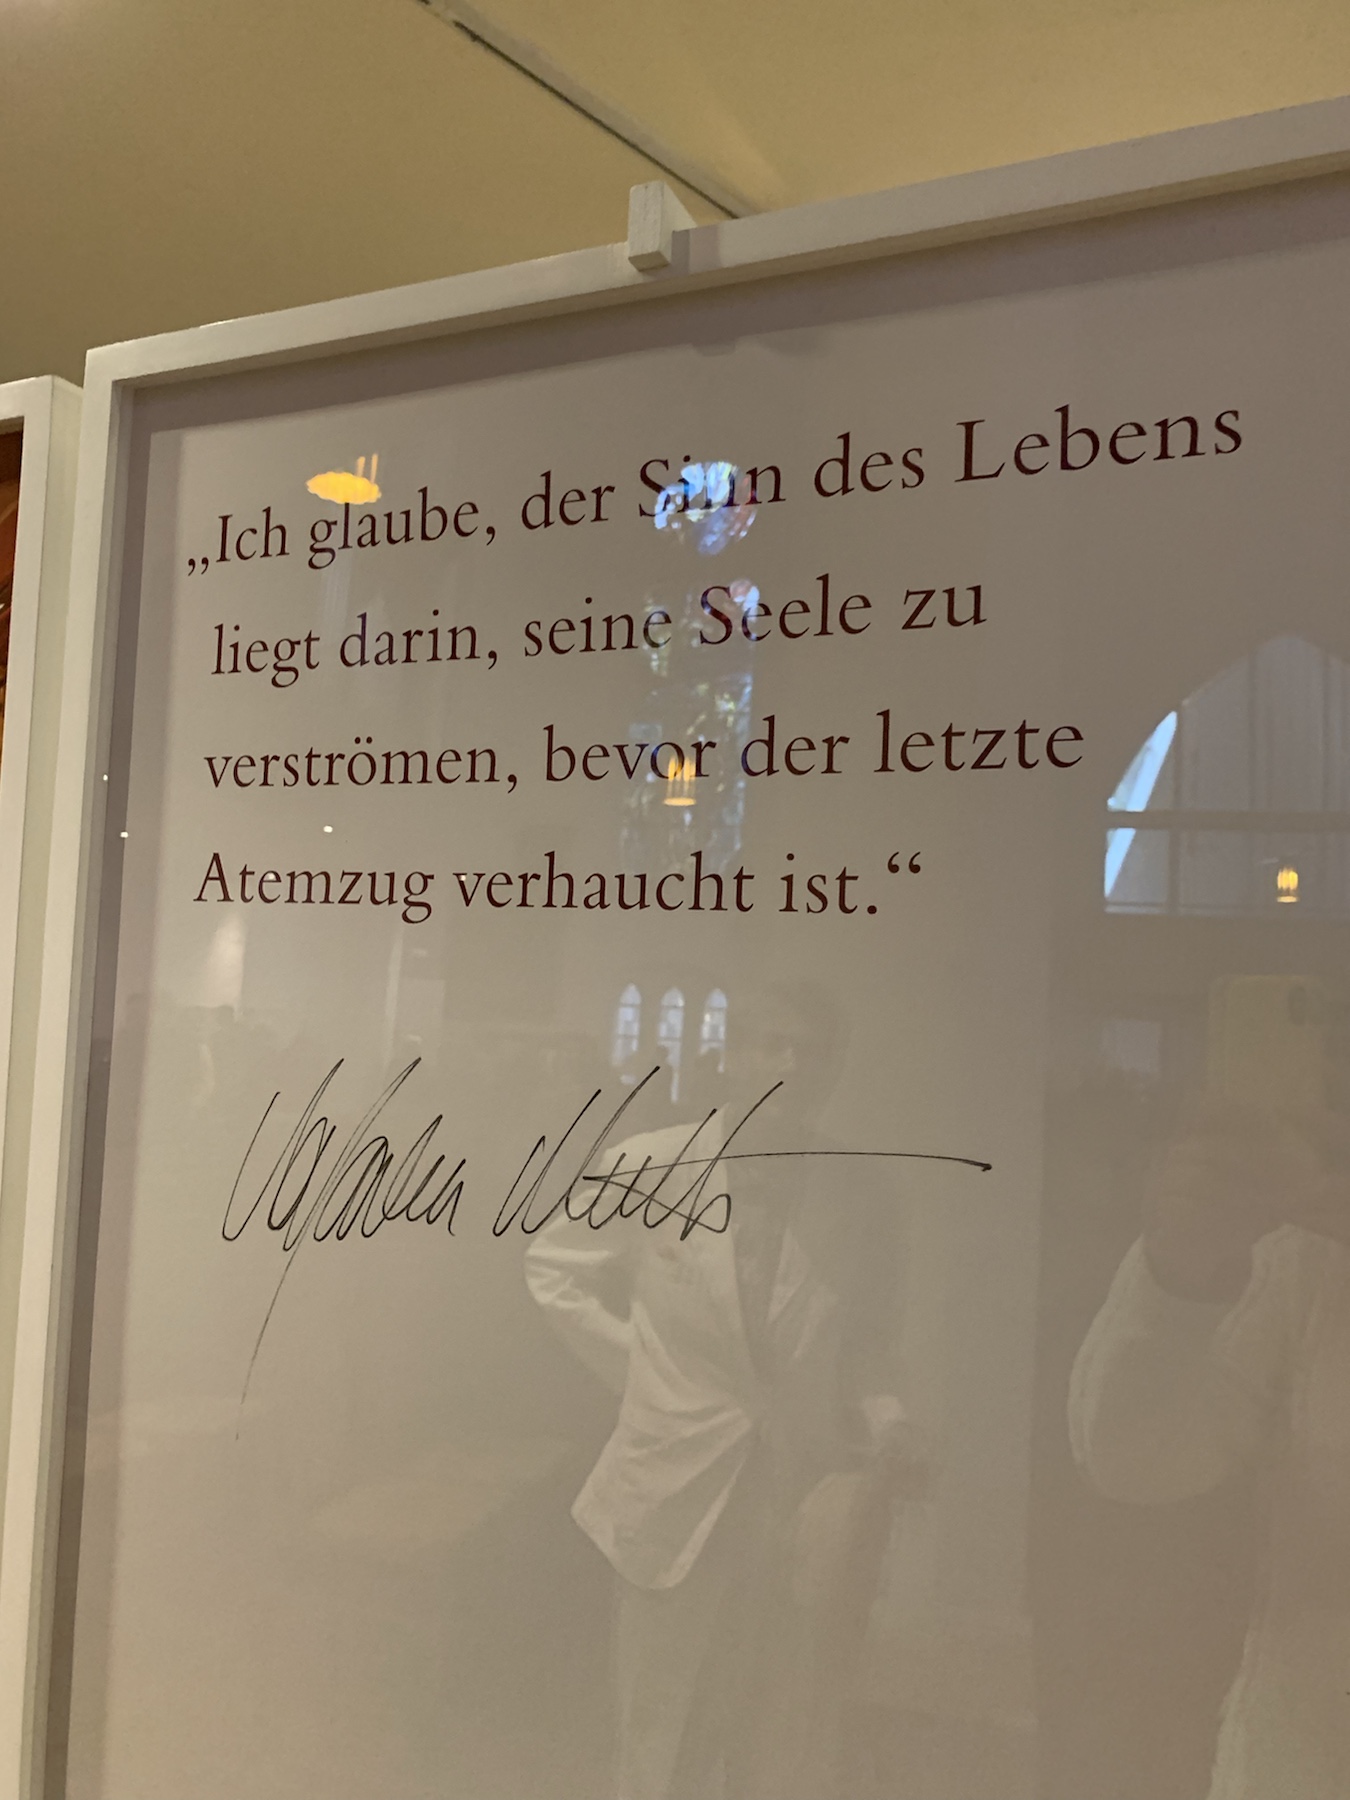 „Ich glaube, der Sinn des Lebens
liegt darin, seine Seele zu
verströmen, bevor der letzte
Atemzug verhaucht ist.“